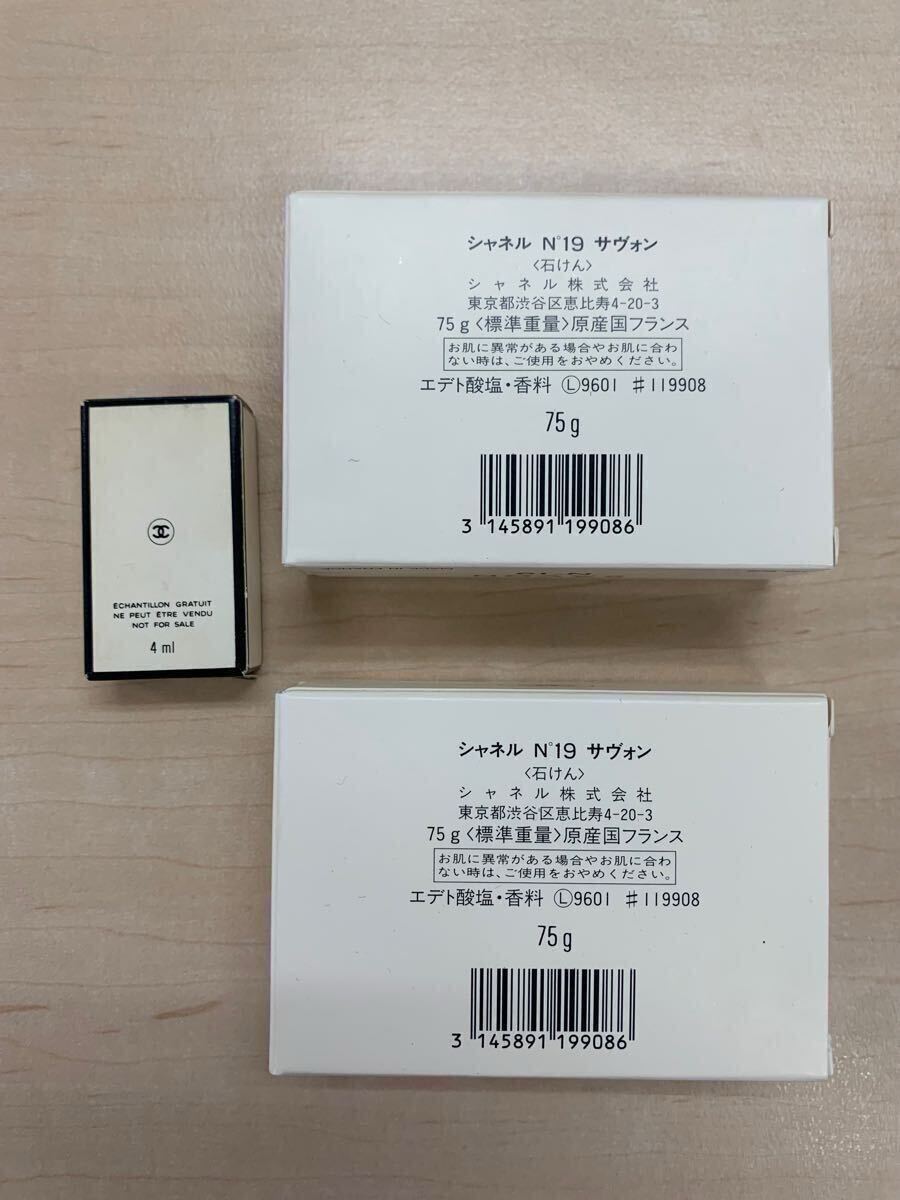 シャネル N°19 サヴォン
〈石けん〉
シャネル株式会社
東京都渋谷区恵比寿4-20-3
75g〈標準重量〉原産国フランス
お肌に異常がある場合やお肌に合わ
ない時は、ご使用をおやめください。
エデト酸塩・香料 Ⓛ9601 #119908
75g
3 145891 199086
ÉCHANTILLON GRATUIT
NE PEUT ÊTRE VENDU
NOT FOR SALE
4 ml
シャネル N°19 サヴォン
〈石けん〉
シャネル株式会社
東京都渋谷区恵比寿4-20-3
75g〈標準重量〉原産国フランス
お肌に異常がある場合やお肌に合わ
ない時は、ご使用をおやめください。
エデト酸塩・香料 Ⓛ9601 #119908
75g
3 145891 199086